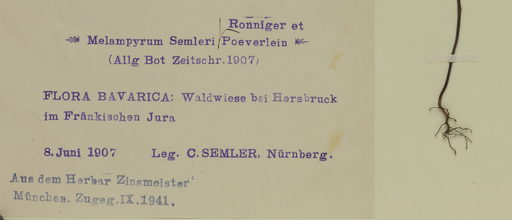 Ronniger et
Melampyrum Semleri Poeverlein
(Allg Bot Zeitschr.1907)
FLORA BAVARICA: Waldwiese bei Hersbruck
im Fränkischen Jura
8.Juni 1907 Leg. C.SEMLER, Nürnberg.
Aus dem Herbar Zinsmeister
München. Zugeg.IX.1941.